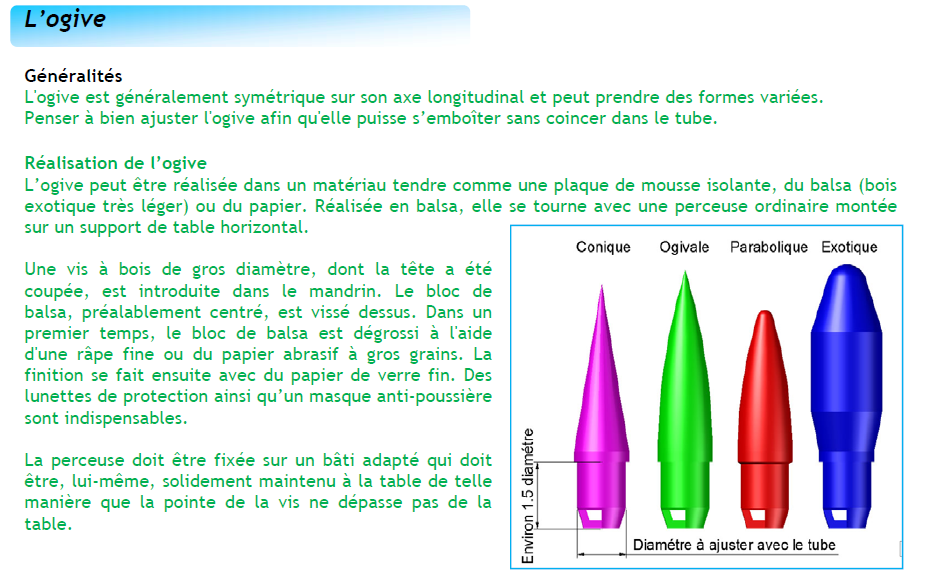 L’ogive
Généralités
L'ogive est généralement symétrique sur son axe longitudinal et peut prendre des formes variées.
Penser à bien ajuster l'ogive afin qu'elle puisse s’emboîter sans coincer dans le tube.
Réalisation de l’ogive
L’ogive peut être réalisée dans un matériau tendre comme une plaque de mousse isolante, du balsa (bois
exotique très léger) ou du papier. Réalisée en balsa, elle se tourne avec une perceuse ordinaire montée
sur un support de table horizontal.
Une vis à bois de gros diamètre, dont la tête a été
coupée, est introduite dans le mandrin. Le bloc de
balsa, préalablement centré, est vissé dessus. Dans un
premier temps, le bloc de balsa est dégrossi à l'aide
d'une râpe fine ou du papier abrasif à gros grains. La
finition se fait ensuite avec du papier de verre fin. Des
lunettes de protection ainsi qu’un masque anti-poussière
sont indispensables.
La perceuse doit être fixée sur un bâti adapté qui doit
être, lui-même, solidement maintenu à la table de telle
manière que la pointe de la vis ne dépasse pas de la
table.
Conique Ogivale Parabolique Exotique
Environ 1.5 diamétre
Diamétre à ajuster avec le tube